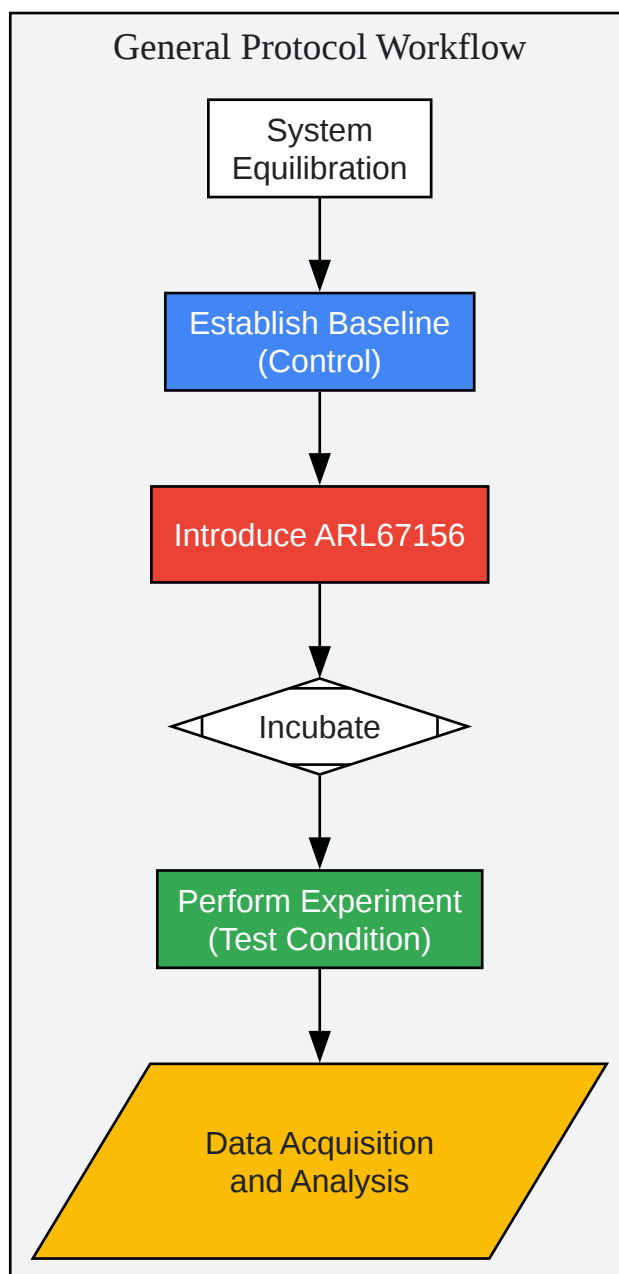 General Protocol Workflow
System
Equilibration
Establish Baseline
(Control)
Introduce ARL67156
Incubate
Perform Experiment
(Test Condition)
Data Acquisition
and Analysis